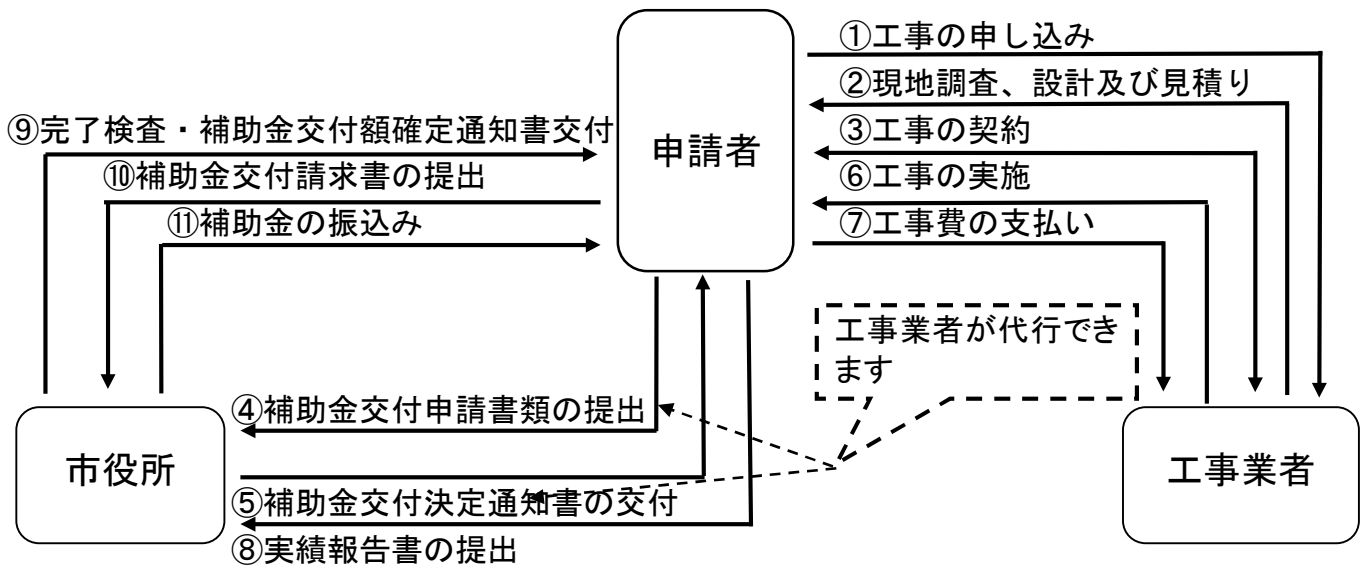 ①工事の申し込み
②現地調査、設計及び見積り
⑨完了検査・補助金交付額確定通知書交付
③工事の契約
申請者
⑩補助金交付請求書の提出
⑥工事の実施
⑪補助金の振込み
⑦工事費の支払い
工事業者が代行でき
ます
④補助金交付申請書類の提出
市役所
工事業者
⑤補助金交付決定通知書の交付
⑧実績報告書の提出